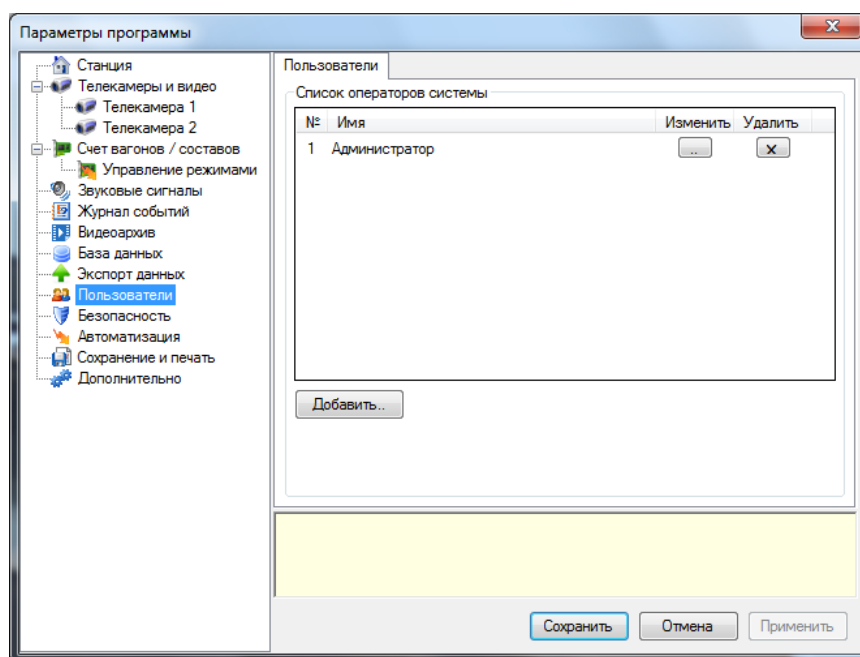 Параметры программы
Станция
Телекамеры и видео
Телекамера 1
Телекамера 2
Счет вагонов / составов
Управление режимами
Звуковые сигналы
Журнал событий
Видеоархив
База данных
Экспорт данных
Пользователи
Безопасность
Автоматизация
Сохранение и печать
Дополнительно
Пользователи
Список операторов системы
№ Имя Изменить Удалить
1 Администратор .. x
Добавить..
Сохранить Отмена Применить